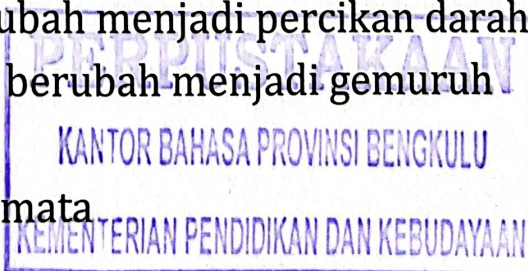 ubah menjadi percikan darah
PERPUSTAKAAN
berubah menjadi gemuruh
KANTOR BAHASA PROVINSI BENGKULU
mata
KEMENTERIAN PENDIDIKAN DAN KEBUDAYAAN